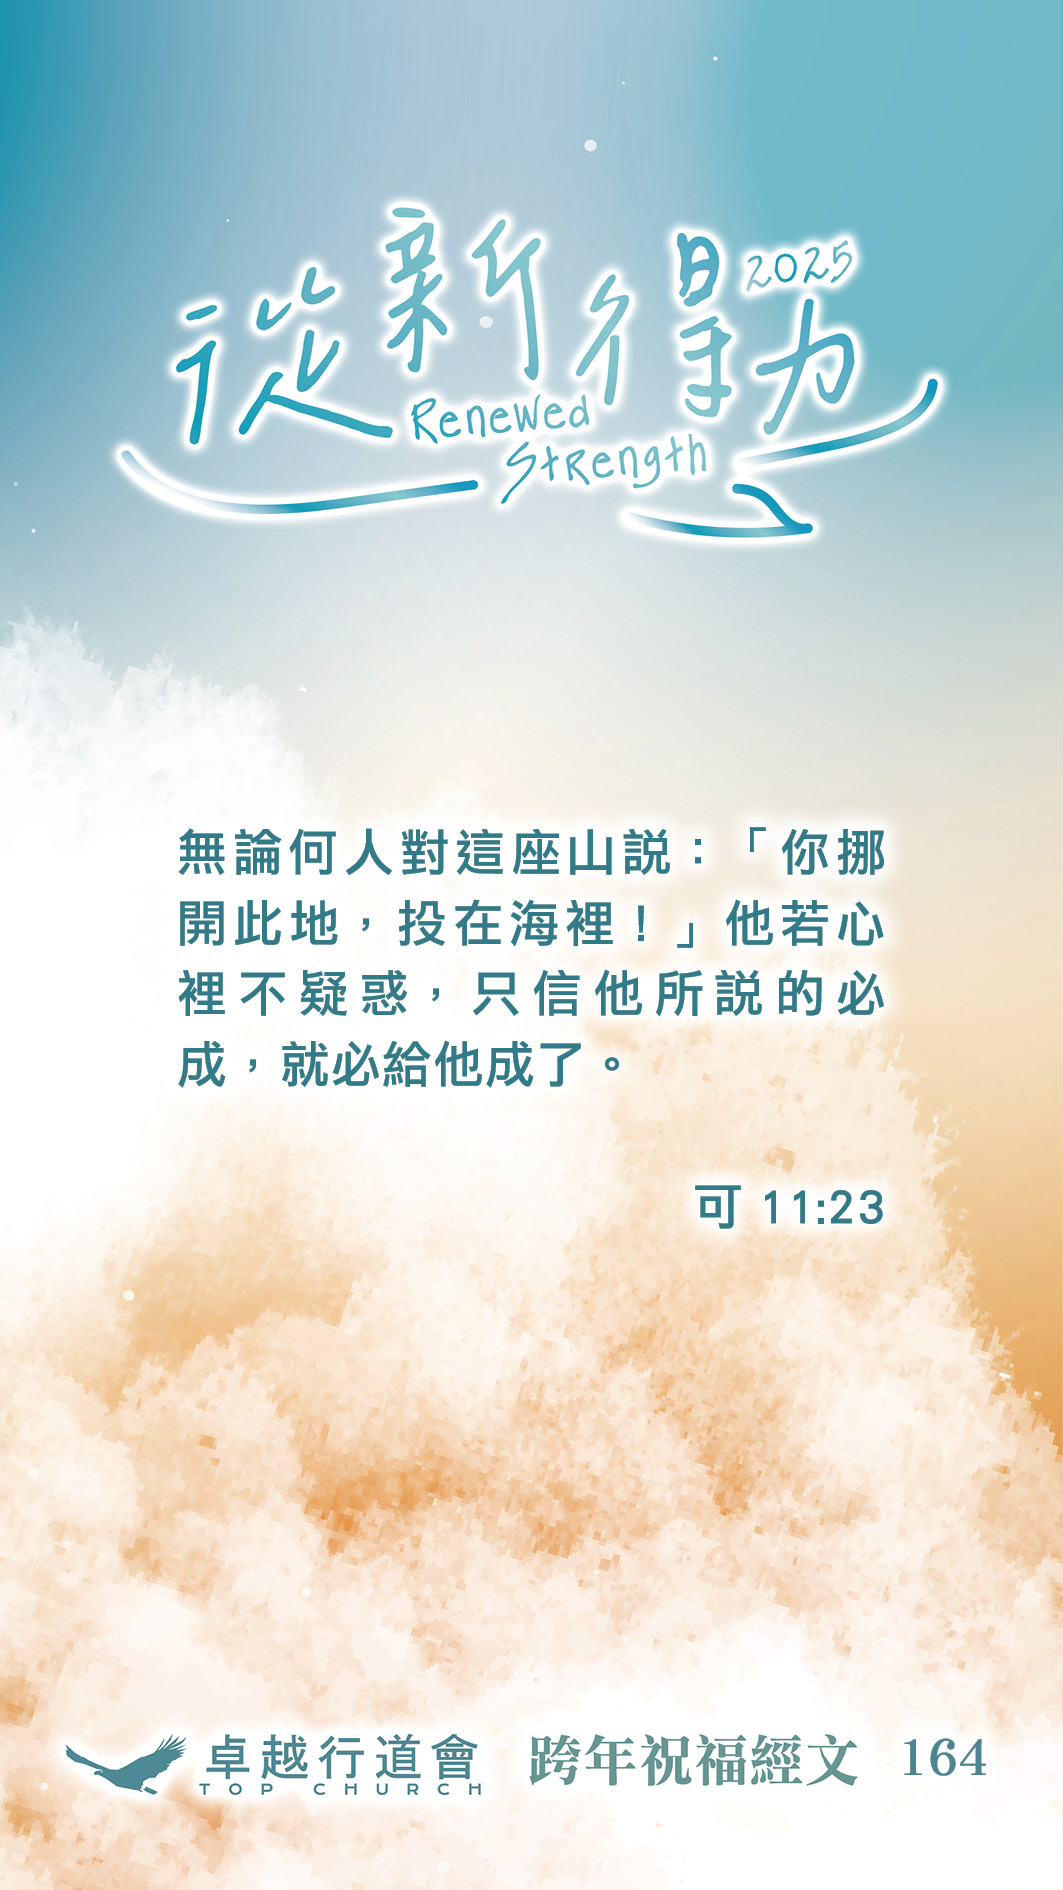 從新得力 2025
Renewed
Strength
無論何人對這座山說：「你挪
開此地，投在海裡！」他若心
裡不疑惑，只信他所說的必
成，就必給他成了。
可 11:23
卓越行道會 跨年祝福經文 164
TOP CHURCH